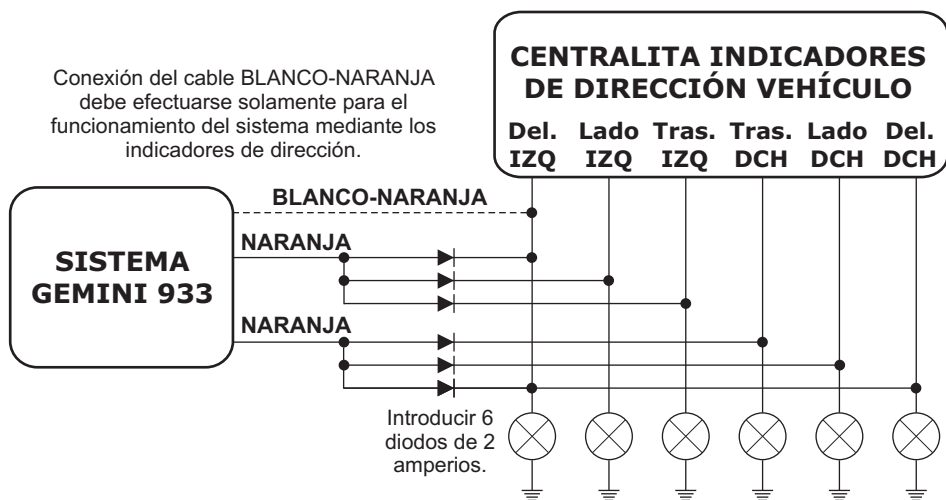 CENTRALITA INDICADORES
DE DIRECCIÓN VEHÍCULO
Del. Lado Tras. Tras. Lado Del.
IZQ IZQ IZQ DCH DCH DCH
Conexión del cable BLANCO-NARANJA
debe efectuarse solamente para el
funcionamiento del sistema mediante los
indicadores de dirección.
BLANCO-NARANJA
NARANJA
SISTEMA
GEMINI 933
NARANJA
Introducir 6
diodos de 2
amperios.